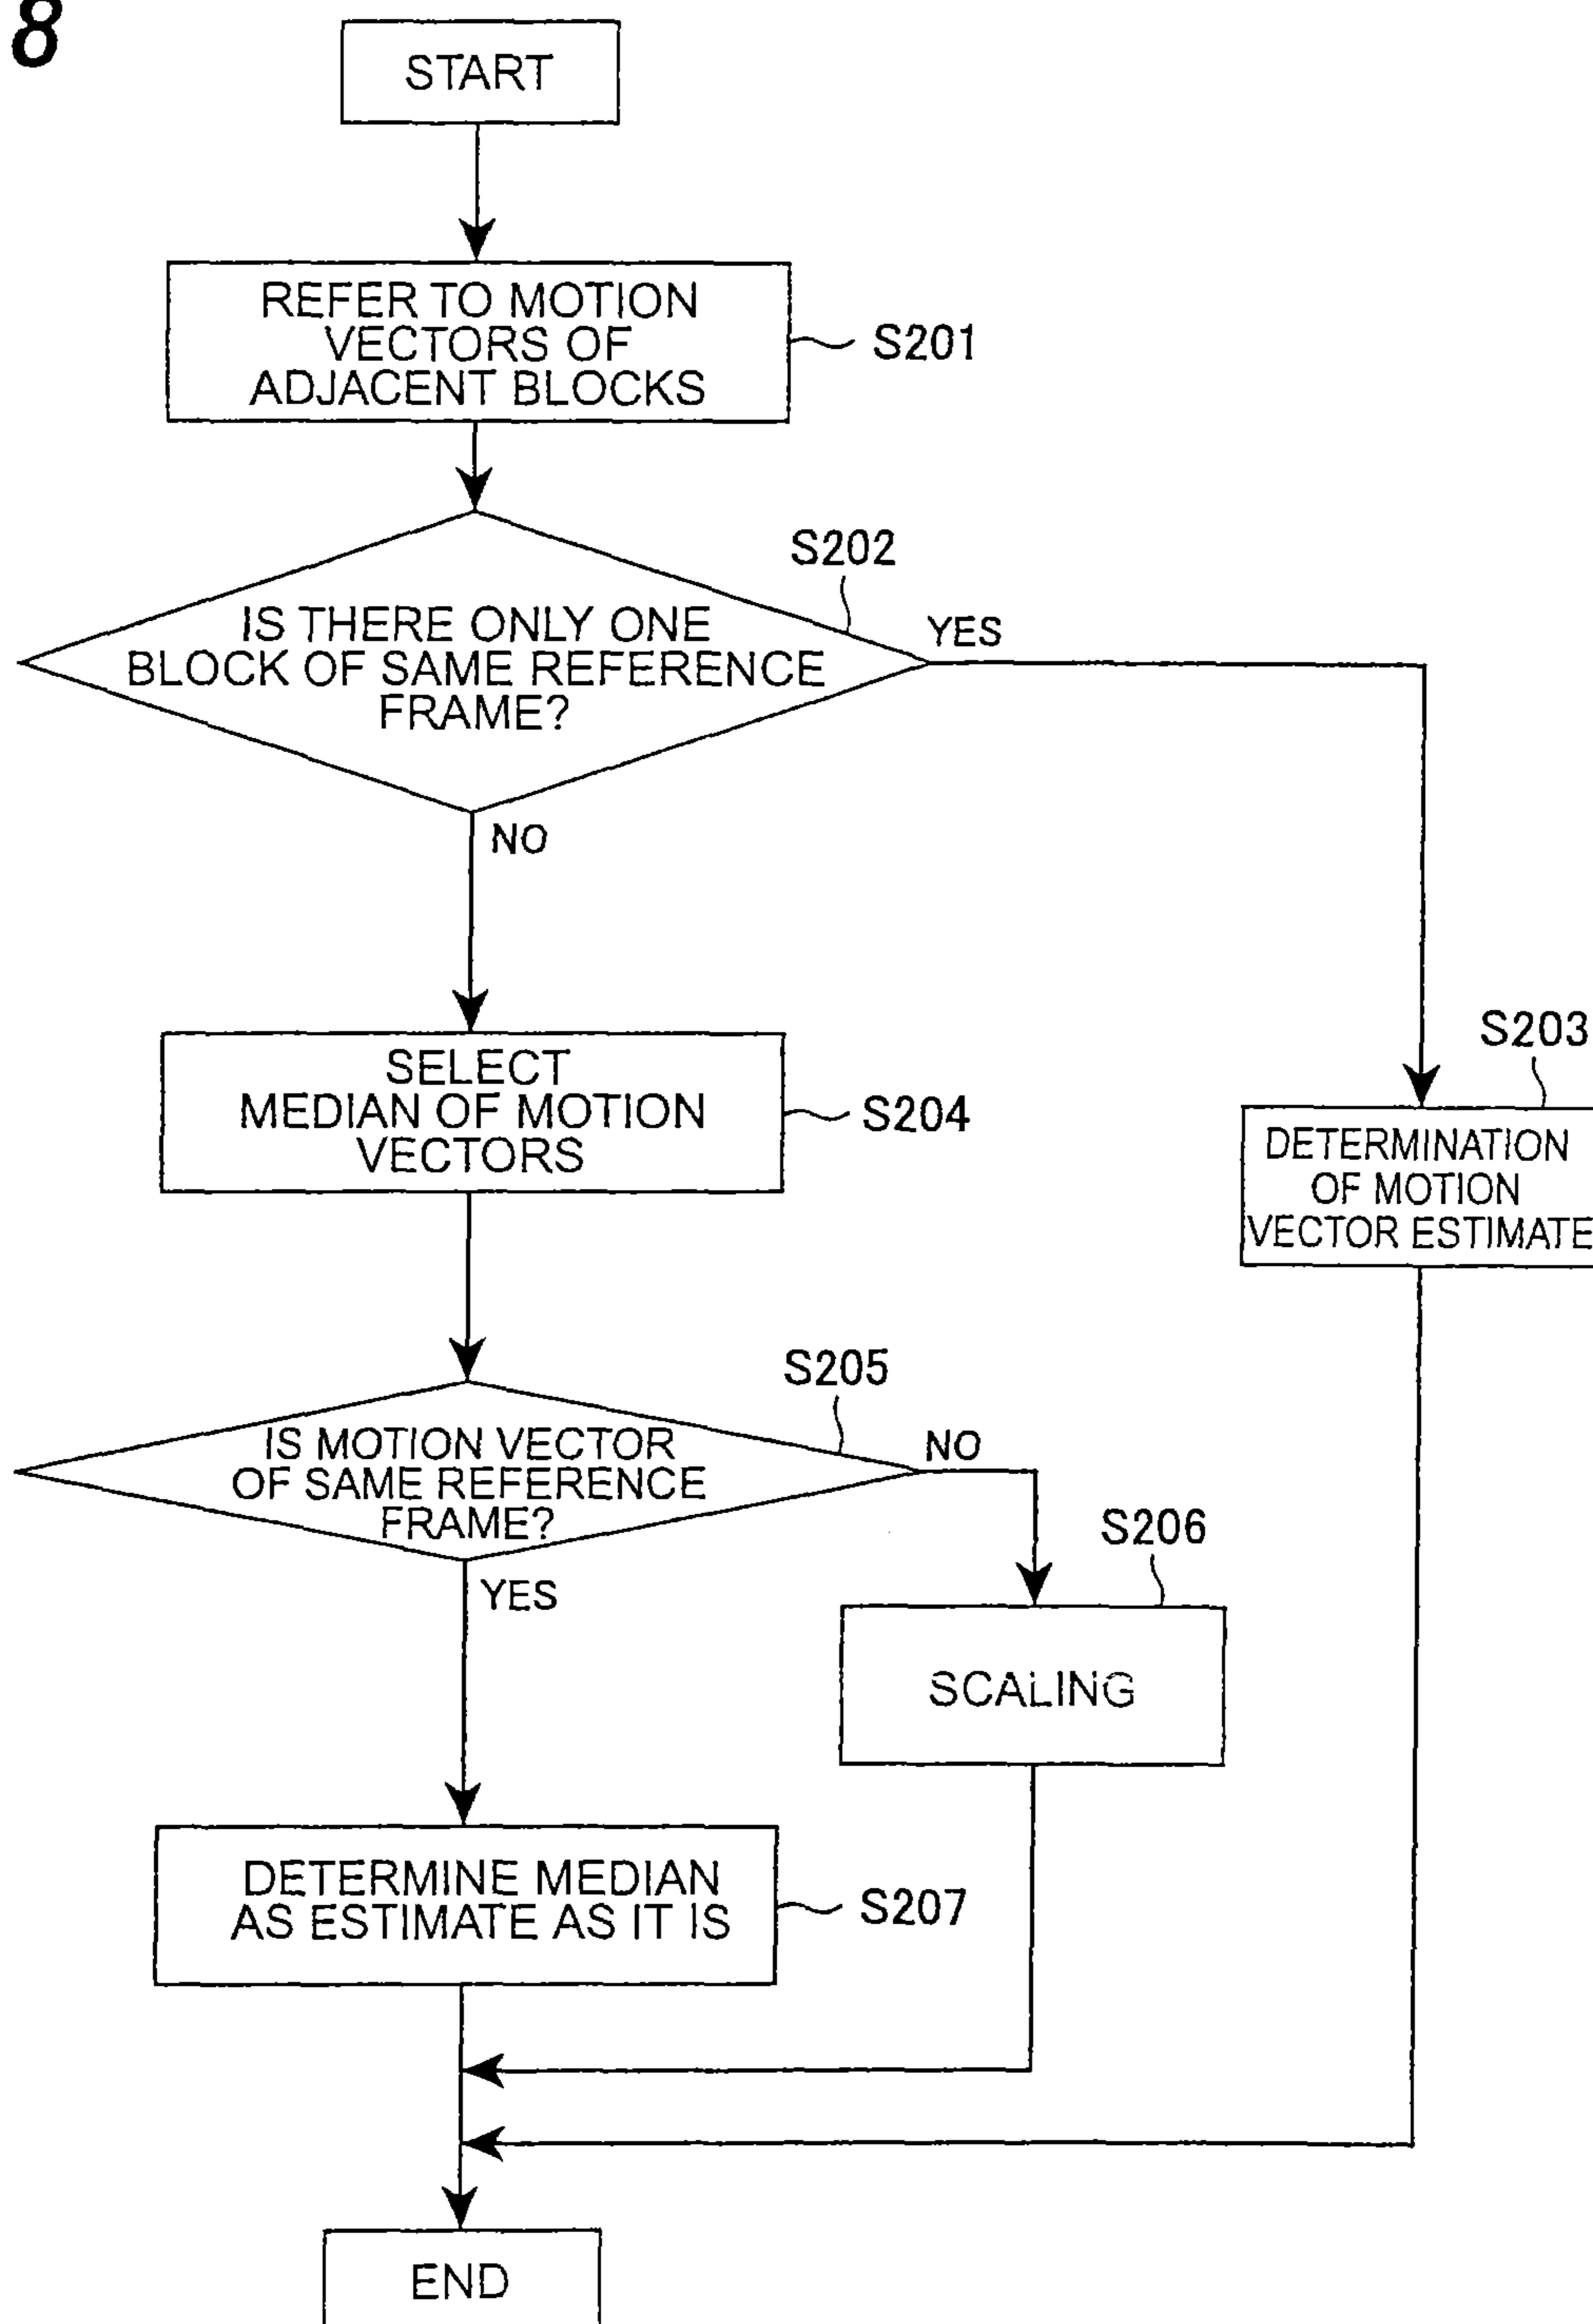 8
START
REFER TO MOTION
VECTORS OF
ADJACENT BLOCKS
S201
S202
IS THERE ONLY ONE
BLOCK OF SAME REFERENCE
FRAME?
YES
NO
SELECT
MEDIAN OF MOTION
VECTORS
S204
S203
DETERMINATION
OF MOTION
VECTOR ESTIMATE
S205
IS MOTION VECTOR
OF SAME REFERENCE
FRAME?
NO
YES
S206
SCALING
DETERMINE MEDIAN
AS ESTIMATE AS IT IS
S207
END